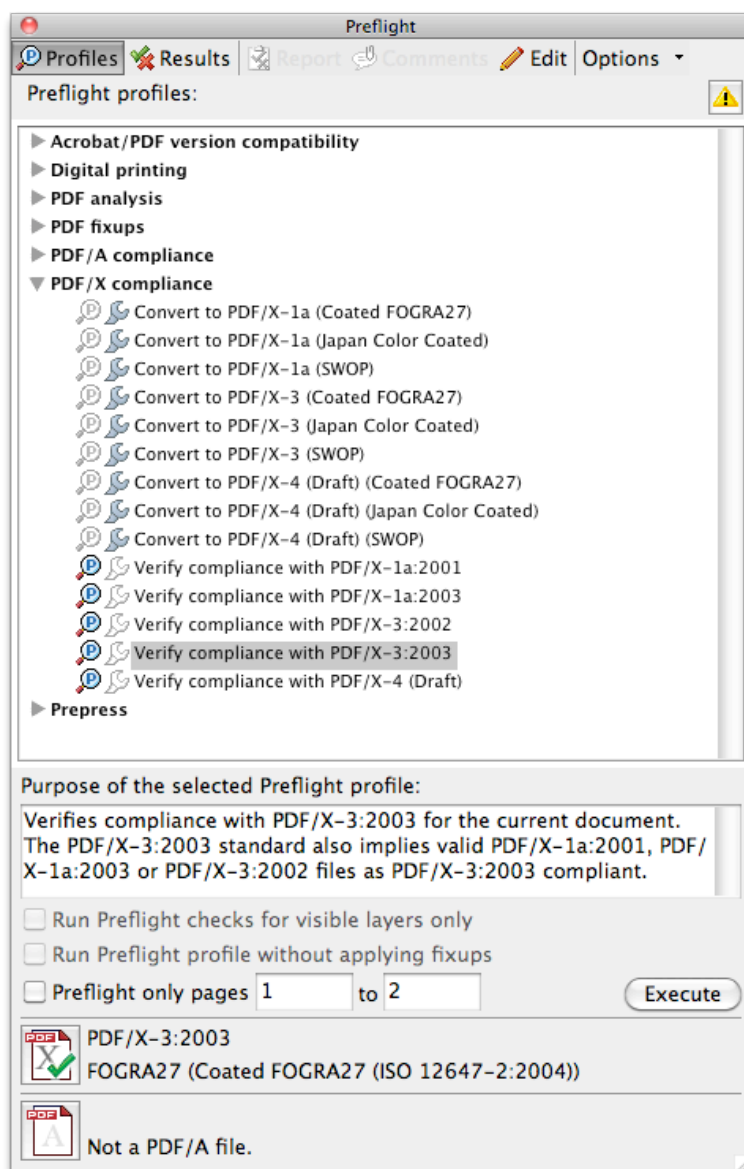 Preflight
Profiles Results Report Comments Edit Options
Preflight profiles:
Acrobat/PDF version compatibility
Digital printing
PDF analysis
PDF fixups
PDF/A compliance
PDF/X compliance
Convert to PDF/X-1a (Coated FOGRA27)
Convert to PDF/X-1a (Japan Color Coated)
Convert to PDF/X-1a (SWOP)
Convert to PDF/X-3 (Coated FOGRA27)
Convert to PDF/X-3 (Japan Color Coated)
Convert to PDF/X-3 (SWOP)
Convert to PDF/X-4 (Draft) (Coated FOGRA27)
Convert to PDF/X-4 (Draft) (Japan Color Coated)
Convert to PDF/X-4 (Draft) (SWOP)
Verify compliance with PDF/X-1a:2001
Verify compliance with PDF/X-1a:2003
Verify compliance with PDF/X-3:2002
Verify compliance with PDF/X-3:2003
Verify compliance with PDF/X-4 (Draft)
Prepress
Purpose of the selected Preflight profile:
Verifies compliance with PDF/X-3:2003 for the current document.
The PDF/X-3:2003 standard also implies valid PDF/X-1a:2001, PDF/
X-1a:2003 or PDF/X-3:2002 files as PDF/X-3:2003 compliant.
Run Preflight checks for visible layers only
Run Preflight profile without applying fixups
Preflight only pages 1 to 2 Execute
PDF X PDF/X-3:2003
FOGRA27 (Coated FOGRA27 (ISO 12647-2:2004))
PDF A Not a PDF/A file.